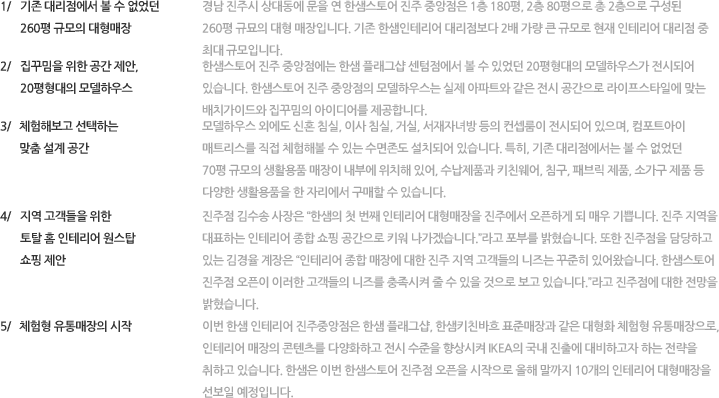 1/ 기존 대리점에서 볼 수 없었던
260평 규모의 대형매장
경남 진주시 상대동에 문을 연 한샘스토어 진주 중앙점은 1층 180평, 2층 80평으로 총 2층으로 구성된
260평 규묘의 대형 매장입니다. 기존 한샘인테리어 대리점보다 2배 가량 큰 규모로 현재 인테리어 대리점 중
최대 규모입니다.
2/ 집꾸밈을 위한 공간 제안,
20평형대의 모델하우스
한샘스토어 진주 중앙점에는 한샘 플래그샵 센텀점에서 볼 수 있었던 20평형대의 모델하우스가 전시되어
있습니다. 한샘스토어 진주 중앙점의 모델하우스는 실제 아파트와 같은 전시 공간으로 라이프스타일에 맞는
배치가이드와 집꾸밈의 아이디어를 제공합니다.
3/ 체험해보고 선택하는
맞춤 설계 공간
모델하우스 외에도 신혼 침실, 이사 침실, 거실, 서재자녀방 등의 컨셉룸이 전시되어 있으며, 컴포트아이
매트리스를 직접 체험해볼 수 있는 수면존도 설치되어 있습니다. 특히, 기존 대리점에서는 볼 수 없었던
70평 규모의 생활용품 매장이 내부에 위치해 있어, 수납제품과 키친웨어, 침구, 패브릭 제품, 소가구 제품 등
다양한 생활용품을 한 자리에서 구매할 수 있습니다.
4/ 지역 고객들을 위한
토탈 홈 인테리어 원스탑
쇼핑 제안
진주점 김수송 사장은 “한샘의 첫 번째 인테리어 대형매장을 진주에서 오픈하게 되 매우 기쁩니다. 진주 지역을
대표하는 인테리어 종합 쇼핑 공간으로 키워 나가겠습니다.”라고 포부를 밝혔습니다. 또한 진주점을 담당하고
있는 김경율 계장은 “인테리어 종합 매장에 대한 진주 지역 고객들의 니즈는 꾸준히 있어왔습니다. 한샘스토어
진주점 오픈이 이러한 고객들의 니즈를 충족시켜 줄 수 있을 것으로 보고 있습니다.”라고 진주점에 대한 전망을
밝혔습니다.
5/ 체험형 유통매장의 시작
이번 한샘 인테리어 진주중앙점은 한샘 플래그샵, 한샘키친바흐 표준매장과 같은 대형화 체험형 유통매장으로,
인테리어 매장의 콘텐츠를 다양화하고 전시 수준을 향상시켜 IKEA의 국내 진출에 대비하고자 하는 전략을
취하고 있습니다. 한샘은 이번 한샘스토어 진주점 오픈을 시작으로 올해 말까지 10개의 인테리어 대형매장을
선보일 예정입니다.